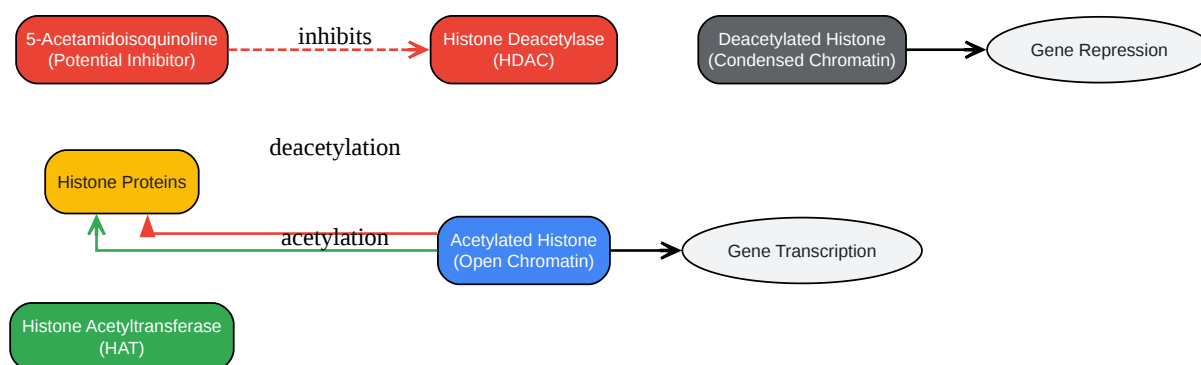 5-Acetamidoisoquinoline
(Potential Inhibitor)
inhibits
Histone Deacetylase
(HDAC)
Deacetylated Histone
(Condensed Chromatin)
Gene Repression
deacetylation
Histone Proteins
acetylation
Acetylated Histone
(Open Chromatin)
Gene Transcription
Histone Acetyltransferase
(HAT)